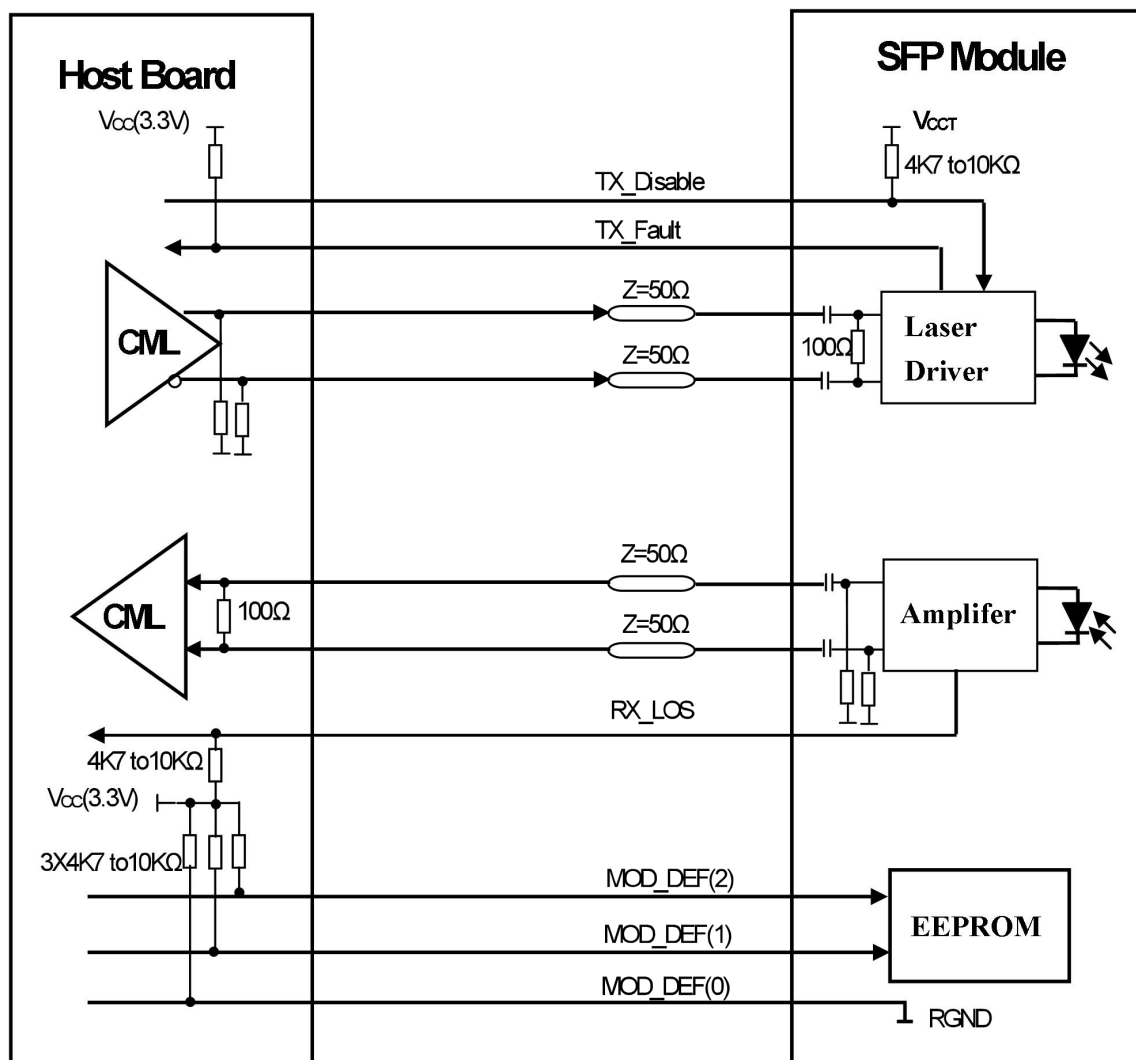 Host Board
SFP Module
VCC(3.3V)
VCCT
4K7 to10KΩ
TX_Disable
TX_Fault
Z=50Ω
CML
Laser
Driver
100Ω
Z=50Ω
Z=50Ω
CML
100Ω
Amplifer
Z=50Ω
RX_LOS
4K7 to10KΩ
VCC(3.3V)
3X4K7 to10KΩ
MOD_DEF(2)
EEPROM
MOD_DEF(1)
MOD_DEF(0)
RGND